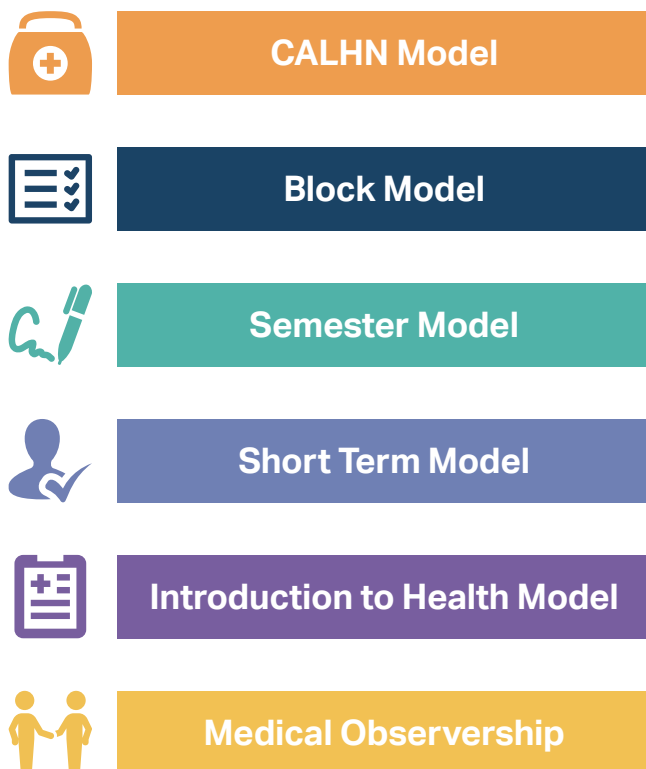 CALHN Model
Block Model
Semester Model
Short Term Model
Introduction to Health Model
Medical Observership